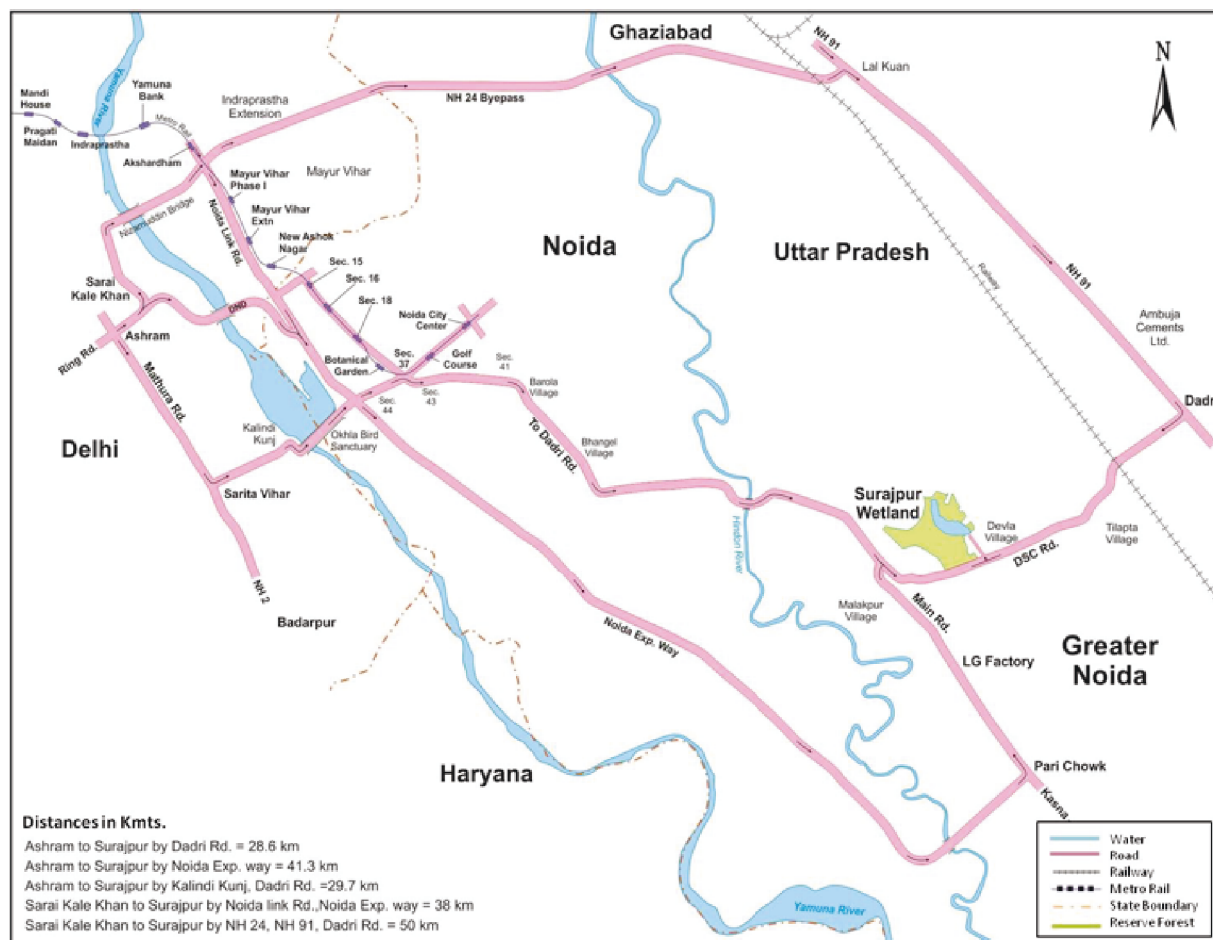 Ghaziabad
NH 91
Lal Kuan
N
Yamuna River
Mandi
House
Yamuna
Bank
Pragati
Maidan
Indraprastha
Metro Rail
Akshardham
Indraprastha
Extension
NH 24 Byepass
Mayur Vihar
Phase I
Mayur Vihar
Nizamuddin Bridge
Noida Link Rd.
Mayur Vihar
Extn
New Ashok
Nagar
Noida
Uttar Pradesh
Railway
NH 91
Sarai
Kale Khan
Sec. 15
Sec. 16
Sec. 18
DND
Noida City
Center
Ambuja
Cements
Ltd.
Ring Rd.
Ashram
Botanical
Garden
Sec.
37
Golf
Course
Sec.
41
Mathura Rd.
Sec.
44
Sec.
43
Barola
Village
Dadri
Delhi
Kalindi
Kunj
Okhla Bird
Sanctuary
To Dadri Rd.
Bhangel
Village
Sarita Vihar
Surajpur
Wetland
Devla
Village
Tilapta
Village
DSC Rd.
Hindon River
NH 2
Badarpur
Noida Exp. Way
Malakpur
Village
Main Rd.
LG Factory
Greater
Noida
Haryana
Pari Chowk
Kasna
Yamuna River
Distances in Kmts.
Ashram to Surajpur by Dadri Rd. = 28.6 km
Ashram to Surajpur by Noida Exp. way = 41.3 km
Ashram to Surajpur by Kalindi Kunj, Dadri Rd. =29.7 km
Sarai Kale Khan to Surajpur by Noida link Rd.,Noida Exp. way = 38 km
Sarai Kale Khan to Surajpur by NH 24, NH 91, Dadri Rd. = 50 km
Water
Road
Railway
Metro Rail
State Boundary
Reserve Forest